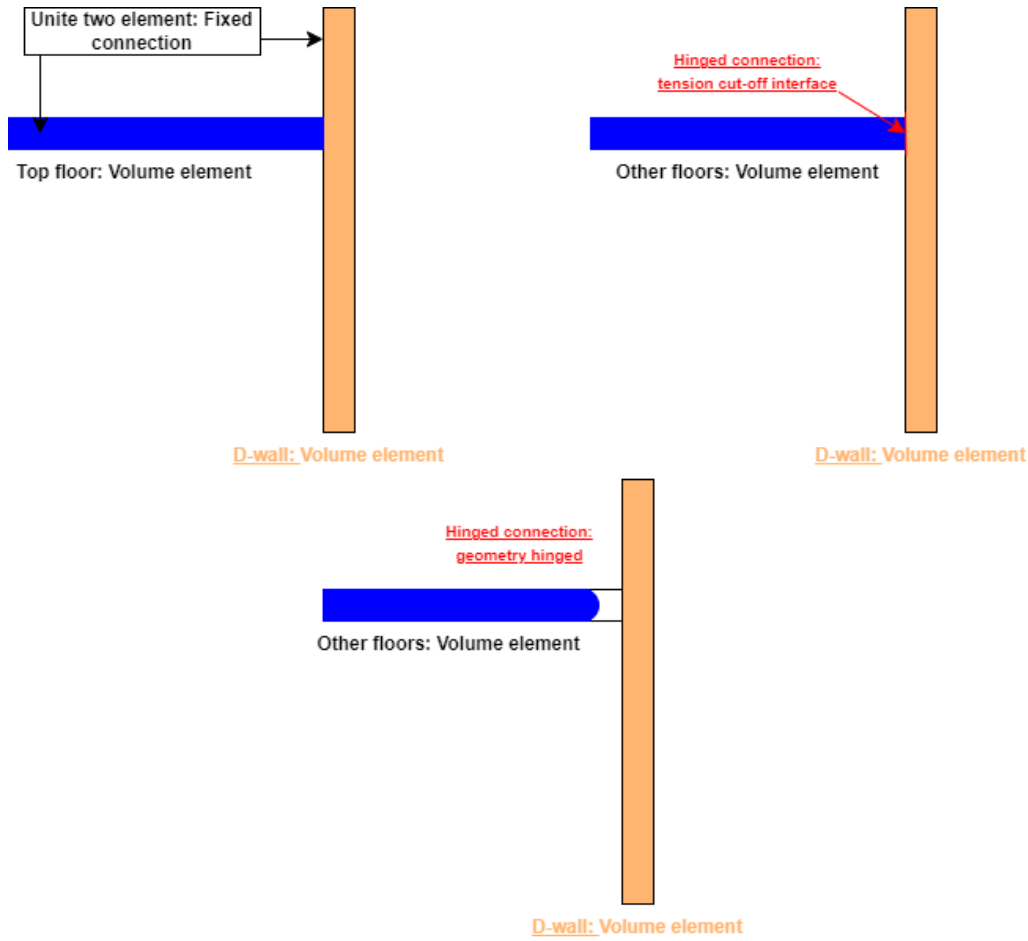 Unite two element: Fixed
connection
Top floor: Volume element
D-wall: Volume element
Hinged connection:
tension cut-off interface
Other floors: Volume element
D-wall: Volume element
Hinged connection:
geometry hinged
Other floors: Volume element
D-wall: Volume element